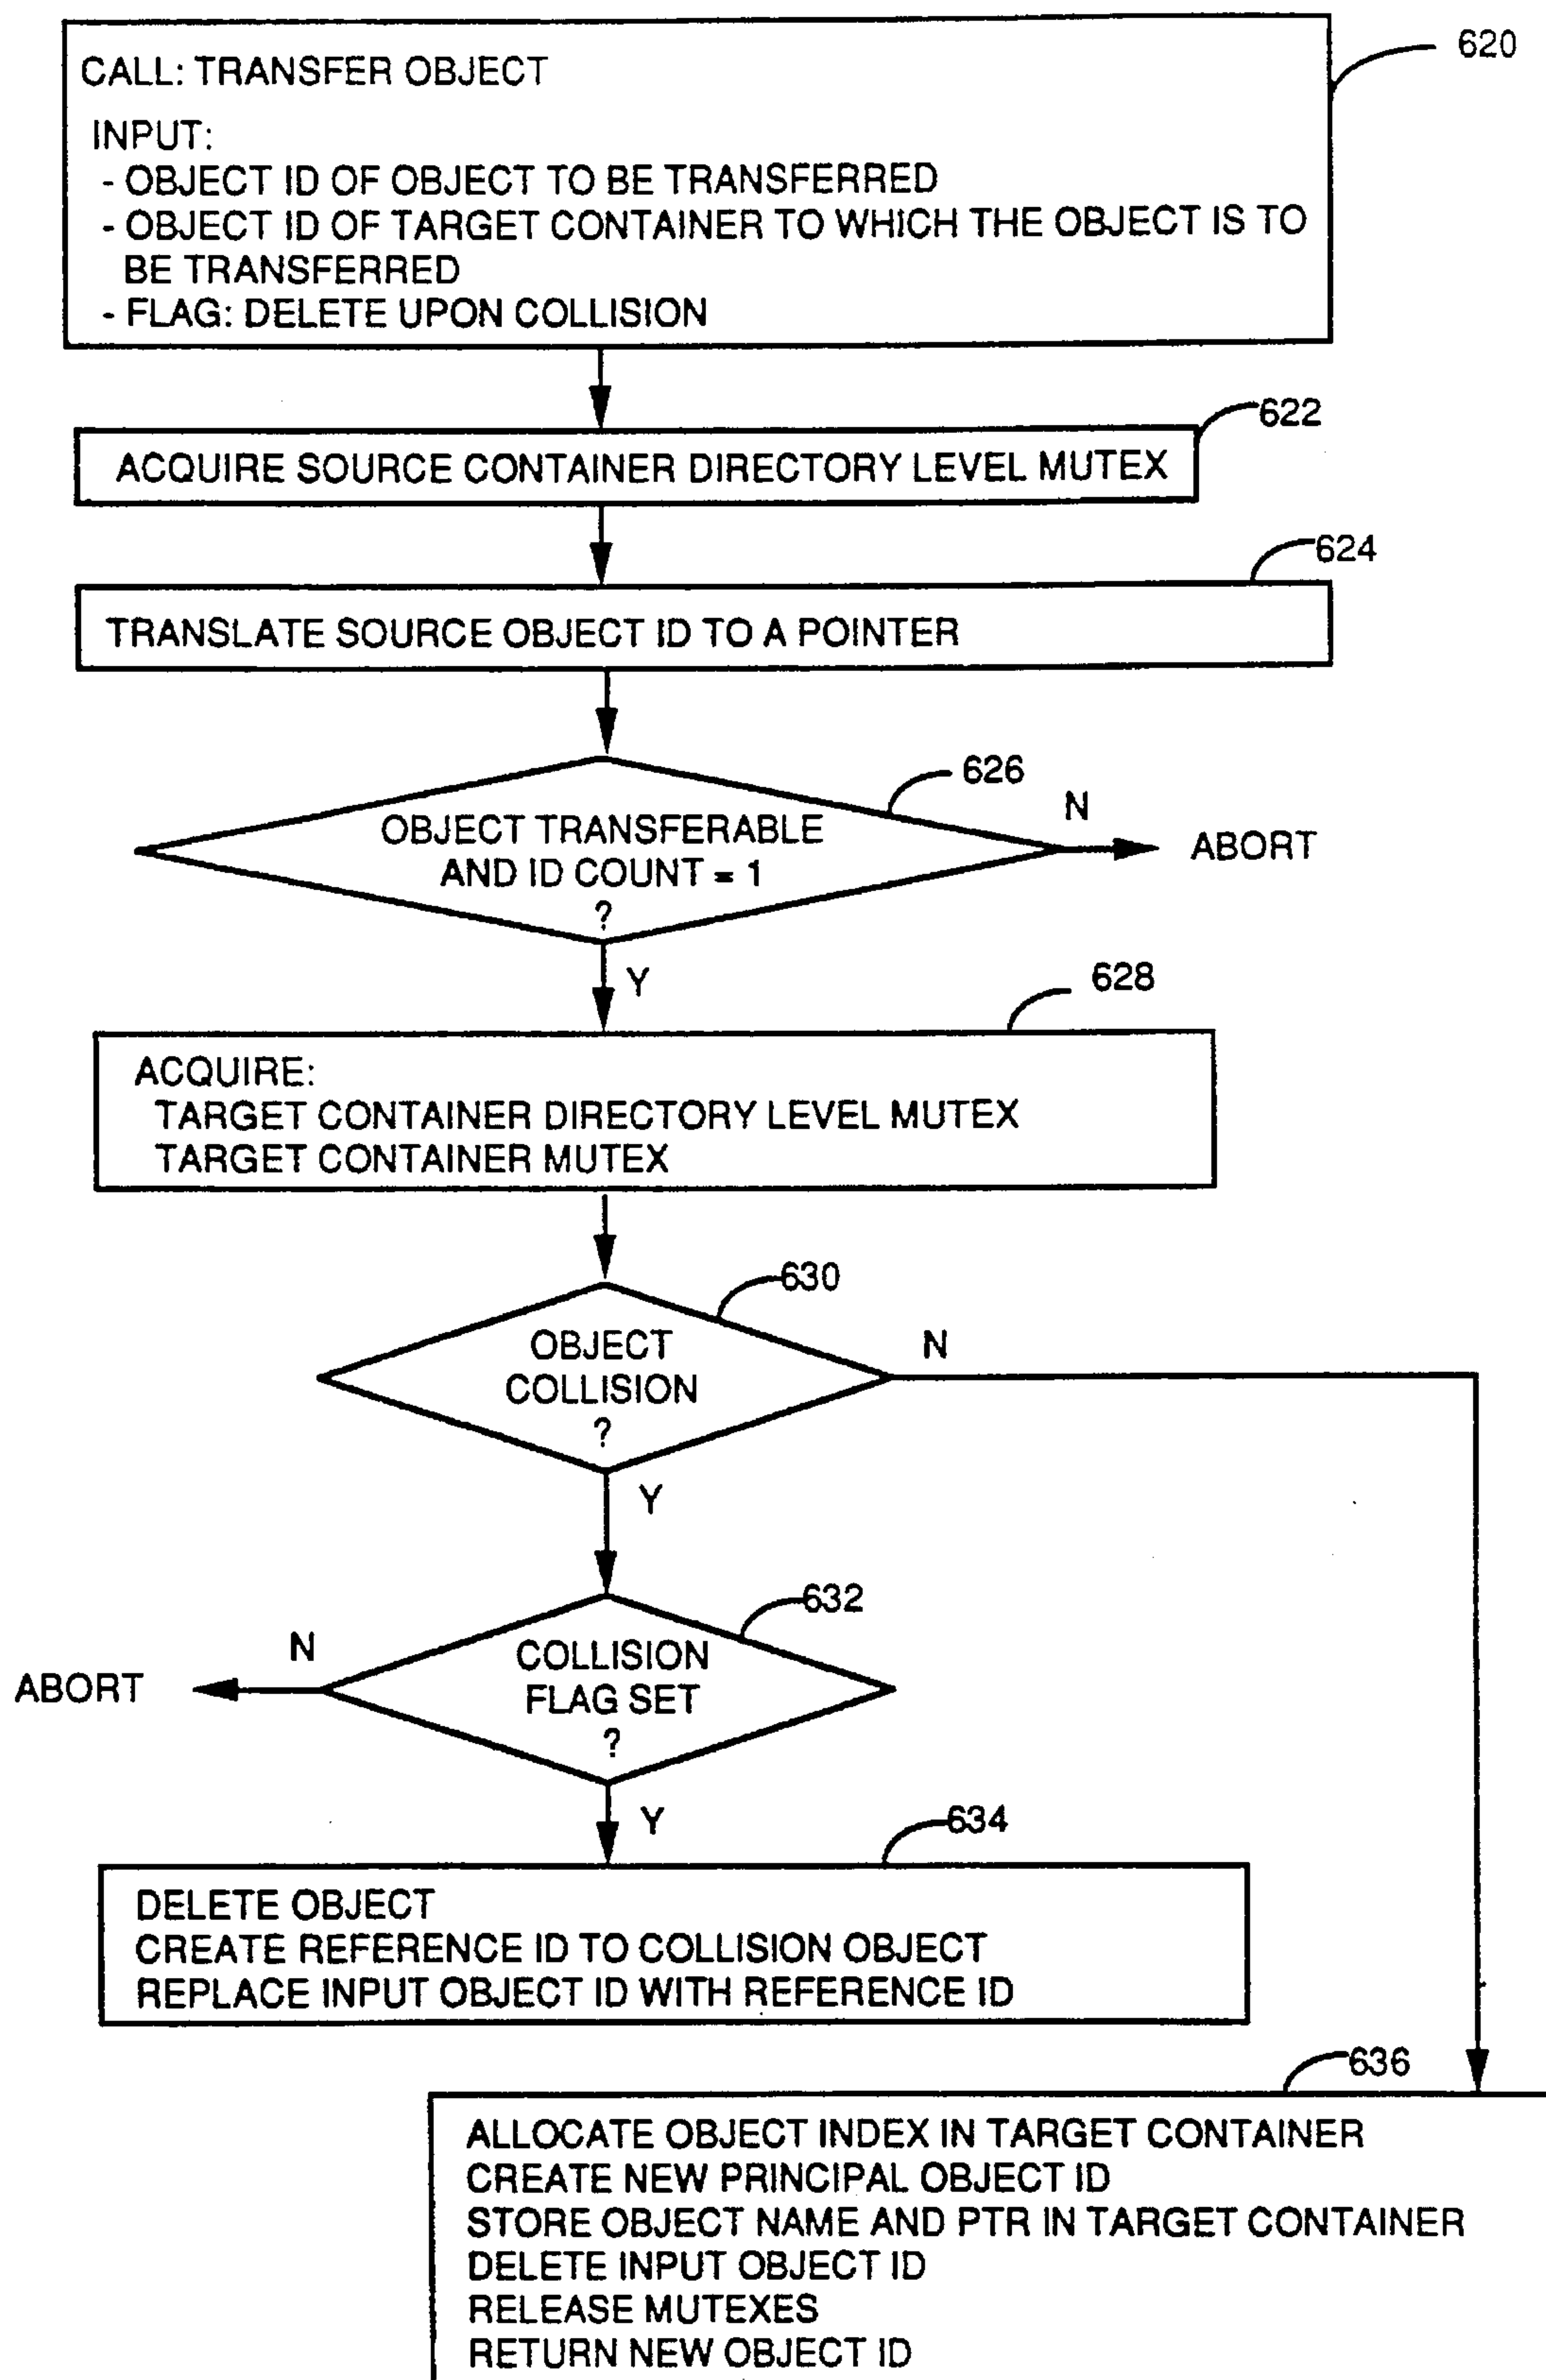 620
CALL: TRANSFER OBJECT
INPUT:
- OBJECT ID OF OBJECT TO BE TRANSFERRED
- OBJECT ID OF TARGET CONTAINER TO WHICH THE OBJECT IS TO
BE TRANSFERRED
- FLAG: DELETE UPON COLLISION
622
ACQUIRE SOURCE CONTAINER DIRECTORY LEVEL MUTEX
624
TRANSLATE SOURCE OBJECT ID TO A POINTER
626
OBJECT TRANSFERABLE
AND ID COUNT = 1
?
N
ABORT
Y
628
ACQUIRE:
TARGET CONTAINER DIRECTORY LEVEL MUTEX
TARGET CONTAINER MUTEX
630
OBJECT
COLLISION
?
N
Y
632
COLLISION
FLAG SET
?
N
ABORT
Y
634
DELETE OBJECT
CREATE REFERENCE ID TO COLLISION OBJECT
REPLACE INPUT OBJECT ID WITH REFERENCE ID
636
ALLOCATE OBJECT INDEX IN TARGET CONTAINER
CREATE NEW PRINCIPAL OBJECT ID
STORE OBJECT NAME AND PTR IN TARGET CONTAINER
DELETE INPUT OBJECT ID
RELEASE MUTEXES
RETURN NEW OBJECT ID